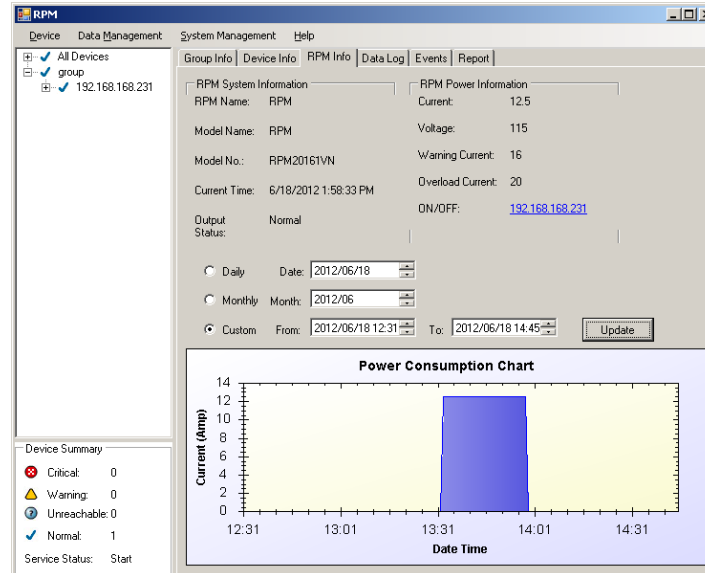 RPM
Device Data Management System Management Help
All Devices
group
192.168.168.231
Group Info Device Info RPM Info Data Log Events Report
RPM System Information
RPM Name: RPM
Model Name: RPM
Model No.: RPM20161VN
Current Time: 6/18/2012 1:58:33 PM
Output Status: Normal
RPM Power Information
Current: 12.5
Voltage: 115
Warning Current: 16
Overload Current: 20
ON/OFF: 192.168.168.231
Daily Date: 2012/06/18
Monthly Month: 2012/06
Custom From: 2012/06/18 12:31 To: 2012/06/18 14:45 Update
Power Consumption Chart
Current (Amp)
14
12
10
8
6
4
2
0
12:31 13:01 13:31 14:01 14:31
Date Time
Device Summary
Critical: 0
Warning: 0
Unreachable: 0
Normal: 1
Service Status: Start